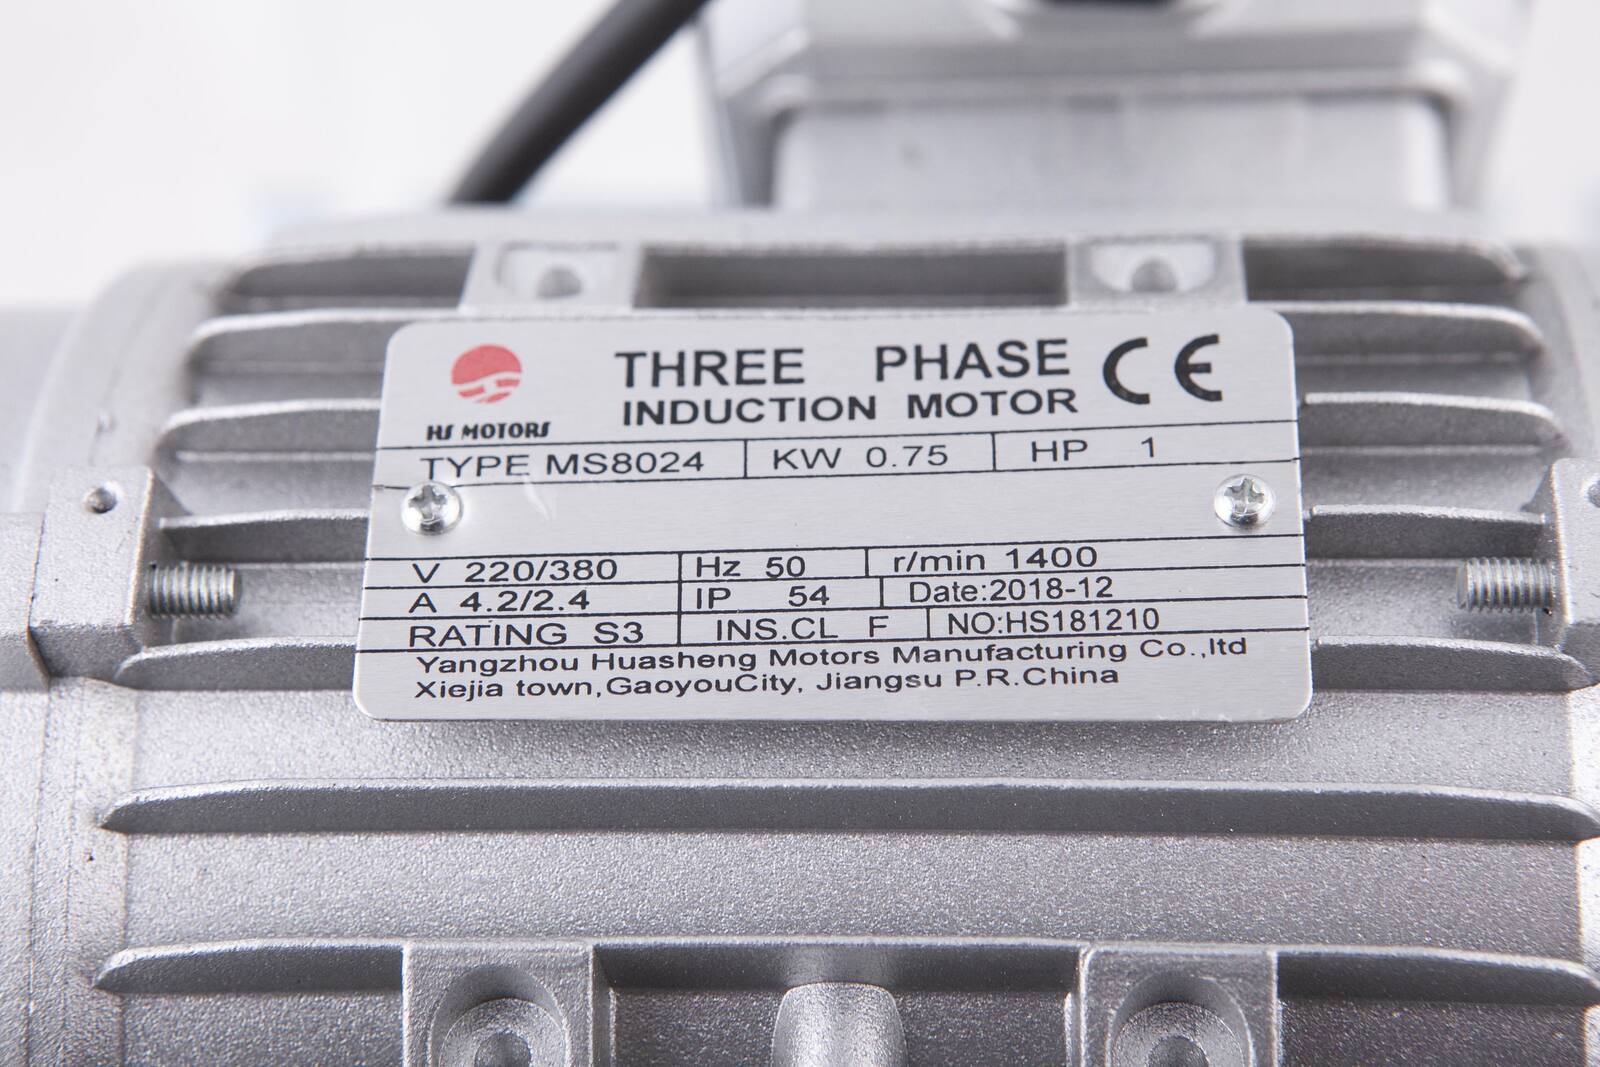 HS MOTORS
THREE PHASE
INDUCTION MOTOR
CE
TYPE MS8024 KW 0.75 HP 1
V 220/380 Hz 50 r/min 1400
A 4.2/2.4 IP 54 Date:2018-12
RATING S3 INS.CL F NO:HS181210
Yangzhou Huasheng Motors Manufacturing Co.,ltd
Xiejia town,GaoyouCity, Jiangsu P.R.China